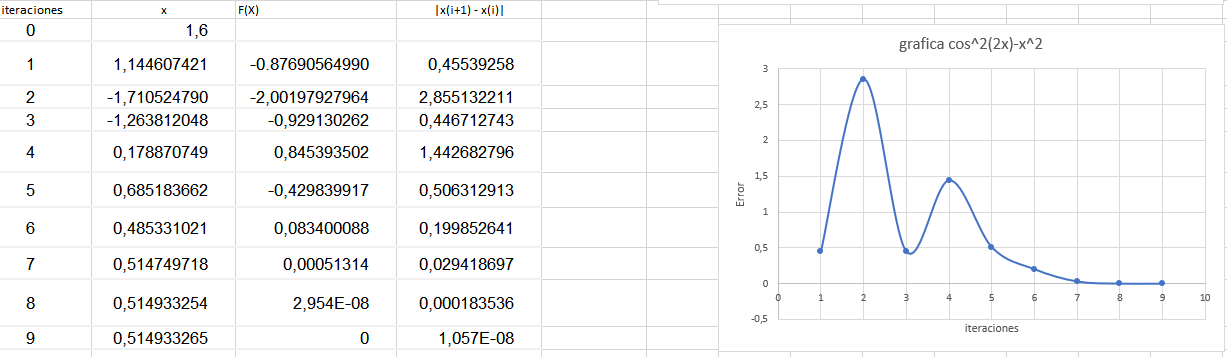 iteraciones x F(X) |x(i+1) - x(i)|
0 1,6
1 1,144607421 -0.87690564990 0,45539258
2 -1,710524790 -2,00197927964 2,855132211
3 -1,263812048 -0,929130262 0,446712743
4 0,178870749 0,845393502 1,442682796
5 0,685183662 -0,429839917 0,506312913
6 0,485331021 0,083400088 0,199852641
7 0,514749718 0,00051314 0,029418697
8 0,514933254 2,954E-08 0,000183536
9 0,514933265 0 1,057E-08
grafica cos^2(2x)-x^2
3
2,5
2
1,5
1
0,5
0
-0,5
Error
0 1 2 3 4 5 6 7 8 9 10
iteraciones